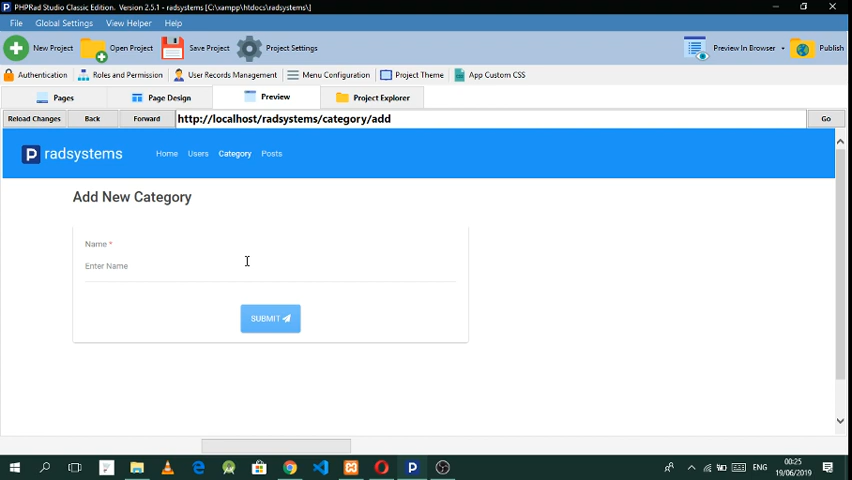 PHPRad Studio Classic Edition. Version 2.5.1 - radsystems [C:\xampp\htdocs\radsystems\]
File Global Settings View Helper Help
New Project Open Project Save Project Project Settings Preview In Browser Publish
Authentication Roles and Permission User Records Management Menu Configuration Project Theme App Custom CSS
Pages Page Design Preview Project Explorer
Reload Changes Back Forward http://localhost/radsystems/category/add Go
P radsystems Home Users Category Posts
Add New Category
Name *
Enter Name
SUBMIT
ENG 00:25
19/06/2019